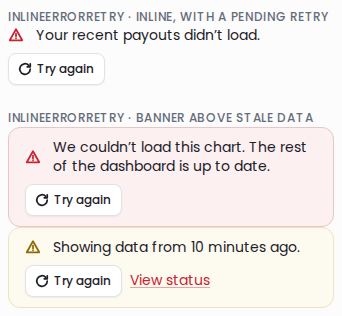 INLINEERRORRETRY · INLINE, WITH A PENDING RETRY
Your recent payouts didn’t load.
Try again
INLINEERRORRETRY · BANNER ABOVE STALE DATA
We couldn’t load this chart. The rest
of the dashboard is up to date.
Try again
Showing data from 10 minutes ago.
Try again View status